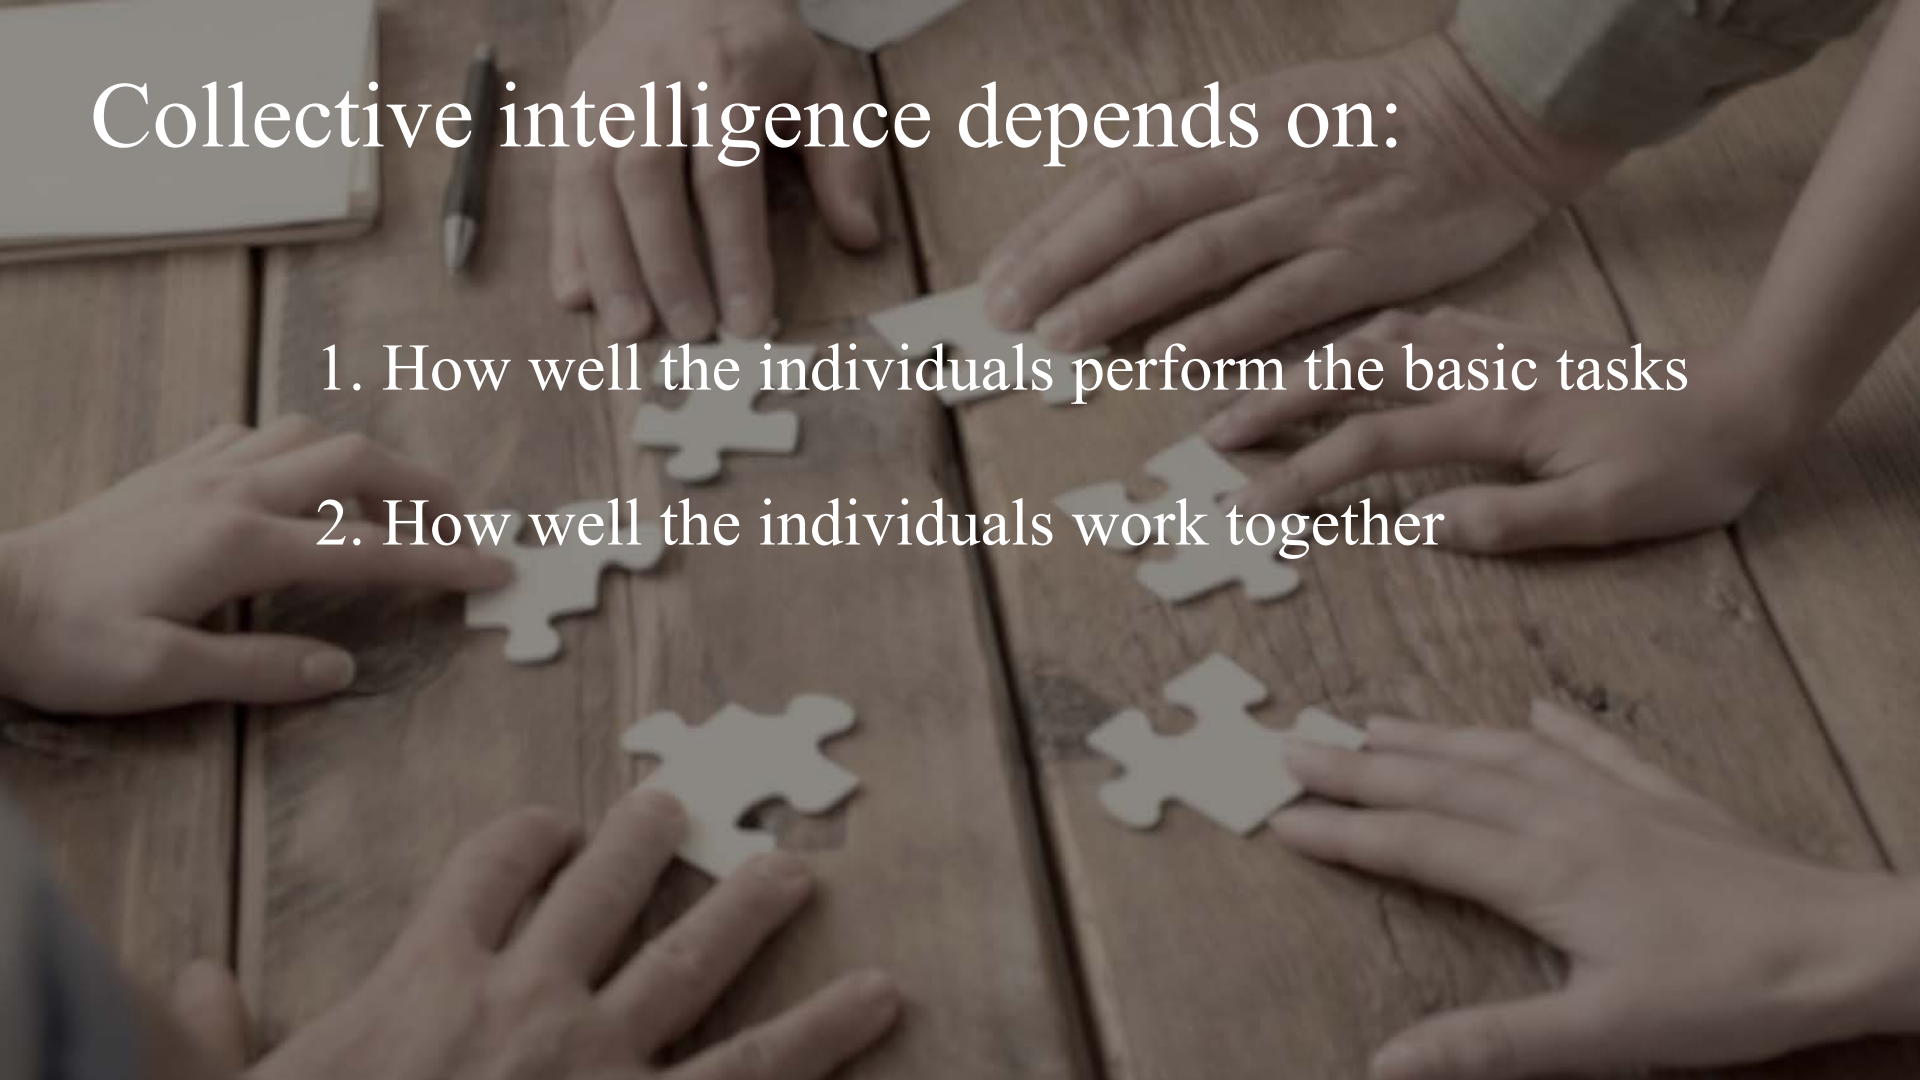 Collective intelligence depends on:
1. How well the individuals perform the basic tasks
2. How well the individuals work together